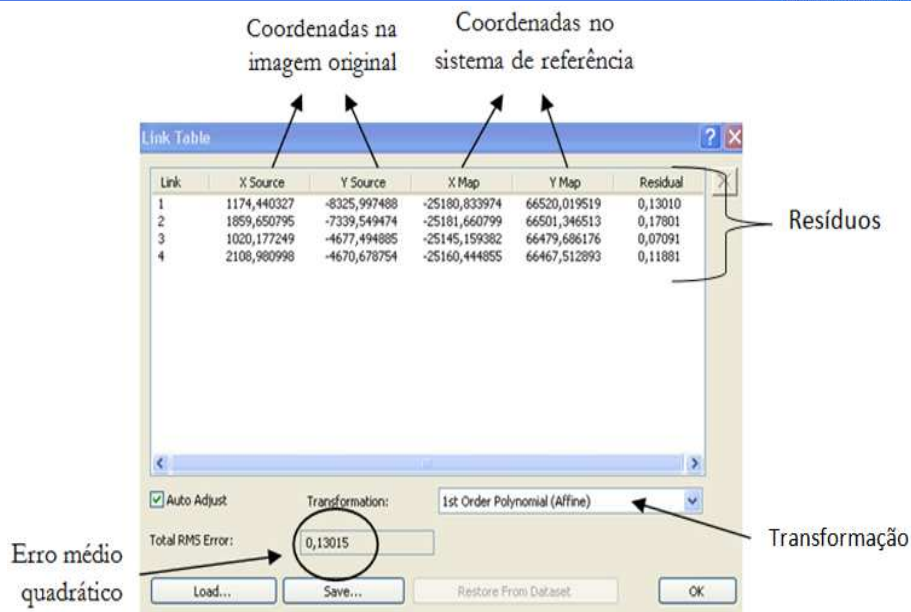 Coordenadas na
imagem original
Coordenadas no
sistema de referência
Link Table
Link X Source Y Source X Map Y Map Residual
1 1174,440327 -8325,997488 -25180,833974 66520,019519 0,13010
2 1859,650795 -7339,549474 -25181,660799 66501,346513 0,17801
3 1020,177249 -4677,494885 -25145,159382 66479,686176 0,07091
4 2108,980998 -4670,678754 -25160,444855 66467,512893 0,11881
Resíduos
Auto Adjust Transformation: 1st Order Polynomial (Affine)
Transformação
Total RMS Error: 0,13015
Erro médio
quadrático
Load... Save... Restore From Dataset OK